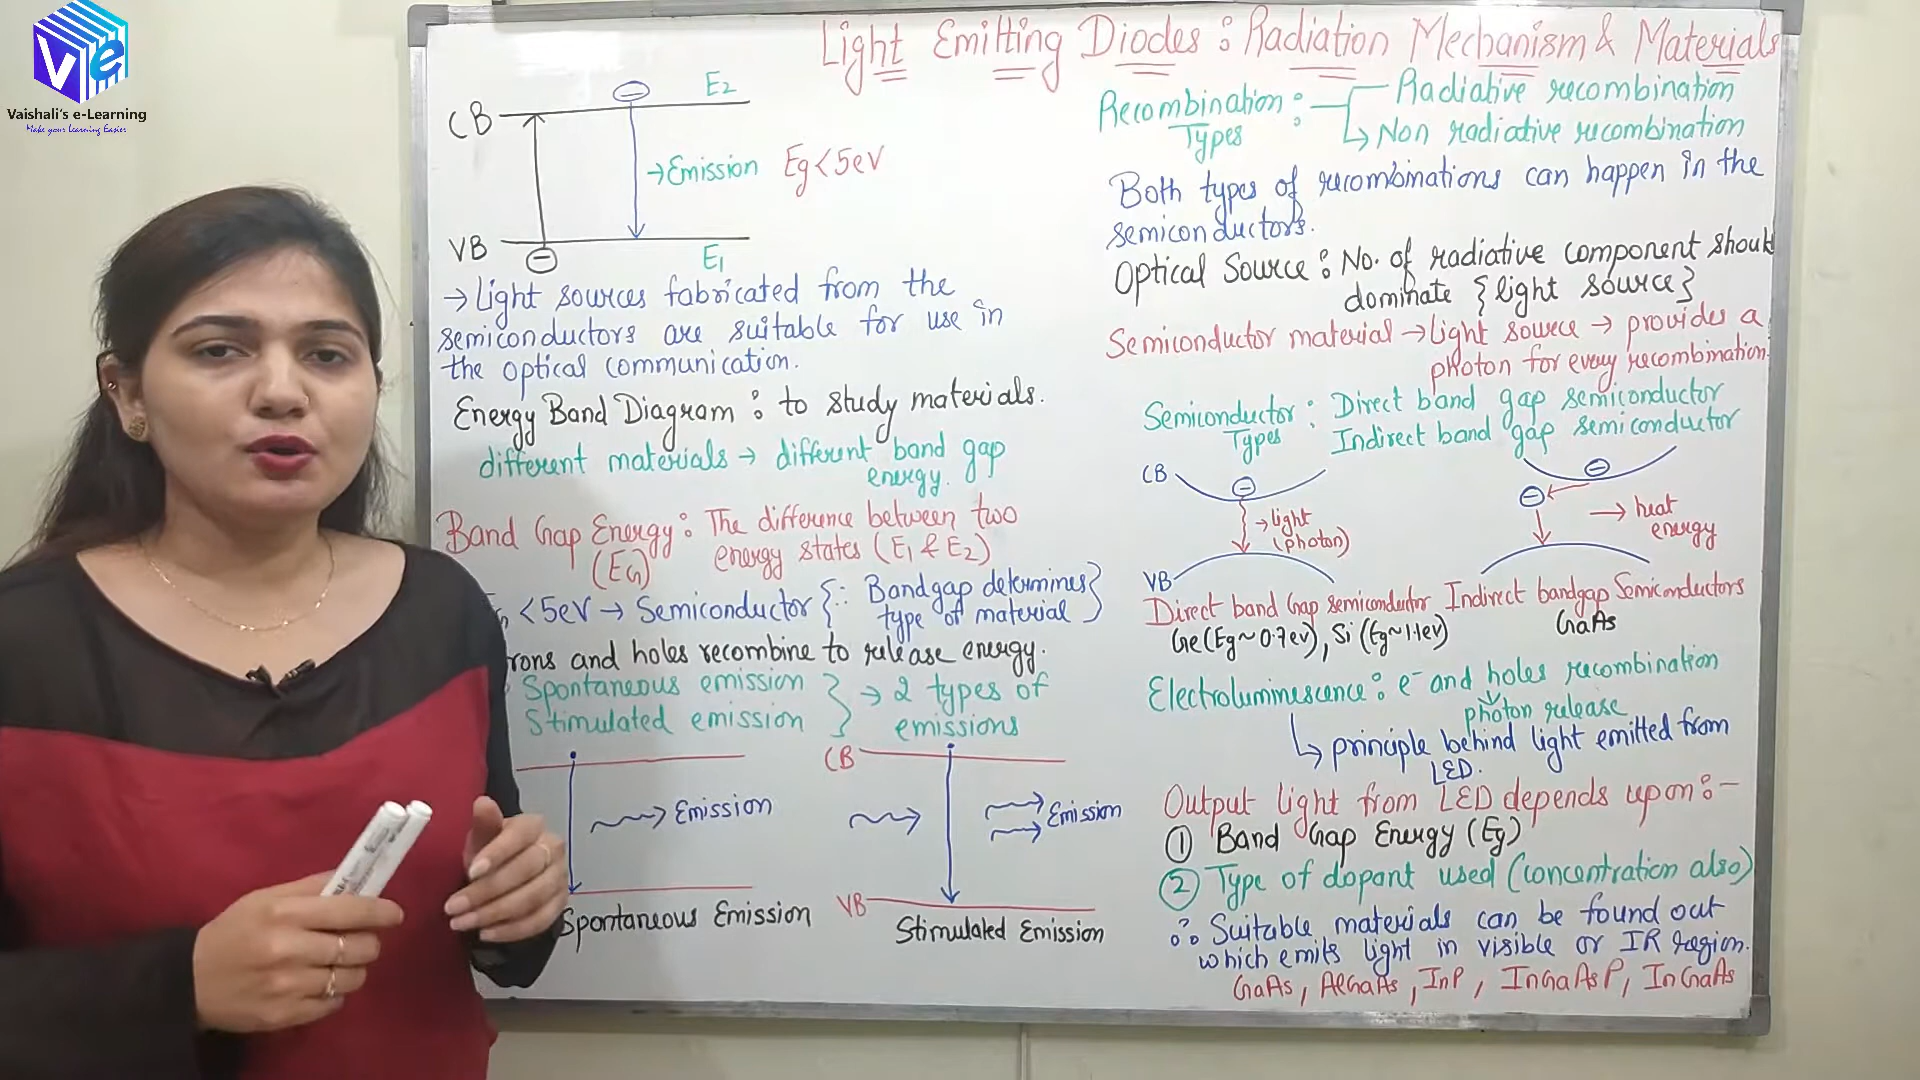 Ve
Vaishali's e-Learning
Make your Learning Easier
Light Emitting Diodes : Radiation Mechanism & Materials
CB
E2
→ Emission Eg < 5eV
VB
E1
→ Light sources fabricated from the
semiconductors are suitable for use in
the optical communication.
Energy Band Diagram : to study materials.
different materials → different band gap
energy.
Band Gap Energy : The difference between two
(EG) energy states (E1 & E2)
< 5eV → Semiconductor { ∵ Bandgap determines
type of material }
rons and holes recombine to release energy.
Spontaneous emission } → 2 types of
Stimulated emission emissions
→ Emission
Spontaneous Emission
CB
Emission
VB
Stimulated Emission
Recombination : Radiative recombination
Types → Non radiative recombination
Both types of recombinations can happen in the
semiconductors.
Optical Source : No. of radiative component should
dominate {light source}
Semiconductor material → Light source → provides a
photon for every recombination.
Semiconductor : Direct band gap semiconductor
Types Indirect band gap semiconductor
CB
→ light
(photon)
VB
→ heat
energy
Direct band Gap semiconductor
Ge (Eg ~ 0.7eV), Si (Eg ~ 1.1eV)
Indirect bandgap Semiconductors
GaAs
Electroluminescence : e- and holes recombination
photon release
↳ principle behind light emitted from
LED.
Output light from LED depends upon :-
① Band Gap Energy (Eg)
② Type of dopant used (concentration also)
∴ Suitable materials can be found out
which emits light in visible or IR region.
GaAs, AlGaAs, InP, InGaAsP, InGaAs